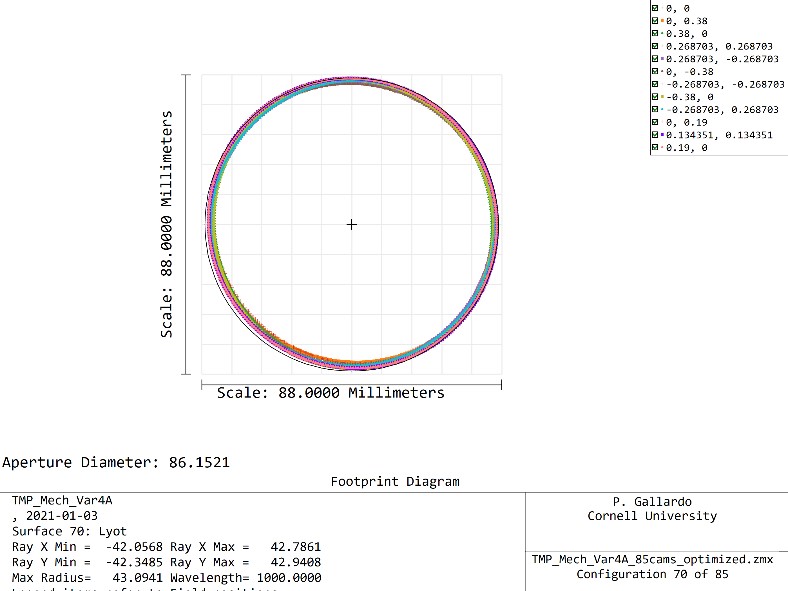 0, 0
0, 0.38
0.38, 0
0.268703, 0.268703
0.268703, -0.268703
0, -0.38
-0.268703, -0.268703
-0.38, 0
-0.268703, 0.268703
0, 0.19
0.134351, 0.134351
0.19, 0
Scale: 88.0000 Millimeters
Scale: 88.0000 Millimeters
Aperture Diameter: 86.1521
Footprint Diagram
TMP_Mech_Var4A
, 2021-01-03
Surface 70: Lyot
Ray X Min = -42.0568 Ray X Max = 42.7861
Ray Y Min = -42.3485 Ray Y Max = 42.9408
Max Radius= 43.0941 Wavelength= 1000.0000
P. Gallardo
Cornell University
TMP_Mech_Var4A_85cams_optimized.zmx
Configuration 70 of 85